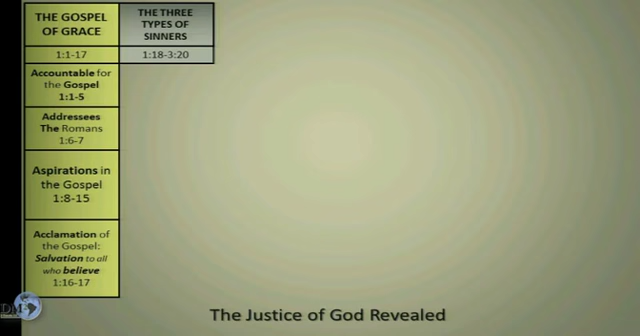 THE GOSPEL
OF GRACE
1:1-17
Accountable for
the Gospel
1:1-5
Addressees
The Romans
1:6-7
Aspirations in
the Gospel
1:8-15
Acclamation of
the Gospel:
Salvation to all
who believe
1:16-17
THE THREE
TYPES OF
SINNERS
1:18-3:20
The Justice of God Revealed
DM